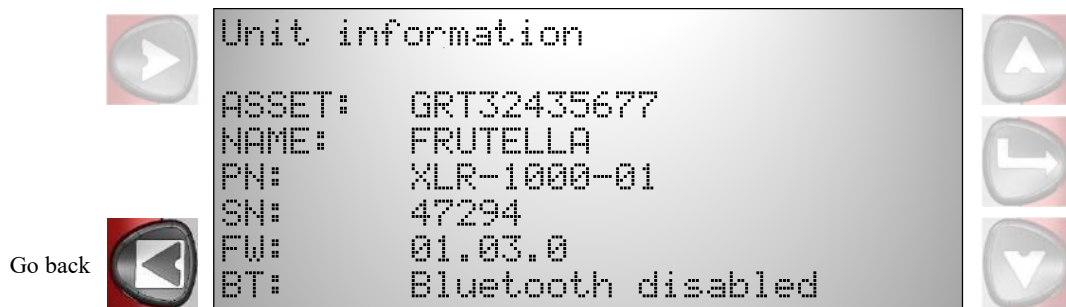 Unit information
ASSET: GRT32435677
NAME: FRUTELLA
PN: XLR-1000-01
SN: 47294
FW: 01.03.0
BT: Bluetooth disabled
Go back